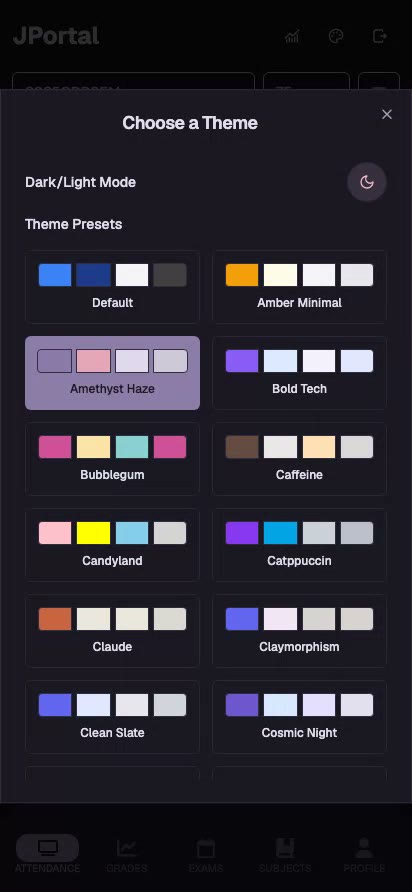 JPortal
Choose a Theme
Dark/Light Mode
Theme Presets
Default
Amber Minimal
Amethyst Haze
Bold Tech
Bubblegum
Caffeine
Candyland
Catppuccin
Claude
Claymorphism
Clean Slate
Cosmic Night
ATTENDANCE
GRADES
EXAMS
SUBJECTS
PROFILE